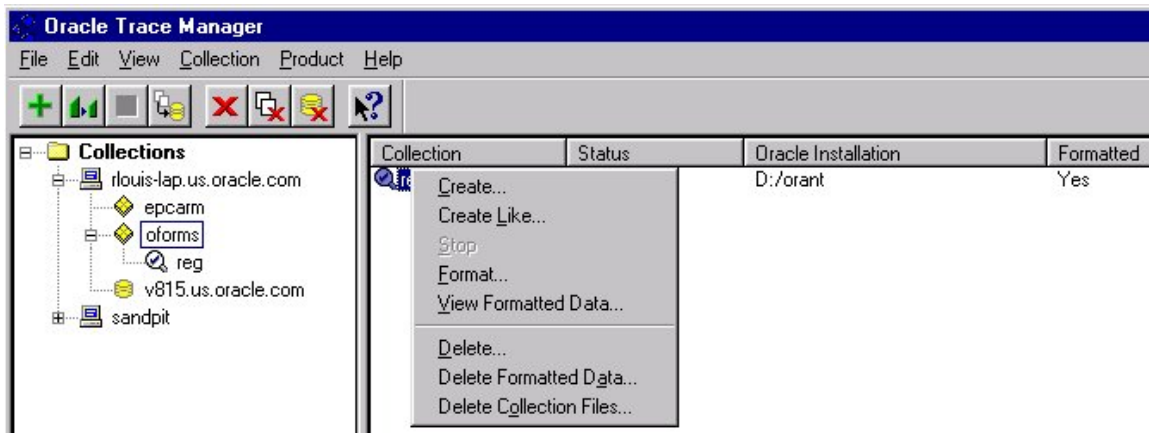 Oracle Trace Manager
File Edit View Collection Product Help
Collections
rlouis-lap.us.oracle.com
epcarm
oforms
reg
v815.us.oracle.com
sandpit
Collection Status Oracle Installation Formatted
D:/orant Yes
Create...
Create Like...
Stop
Format...
View Formatted Data...
Delete...
Delete Formatted Data...
Delete Collection Files...